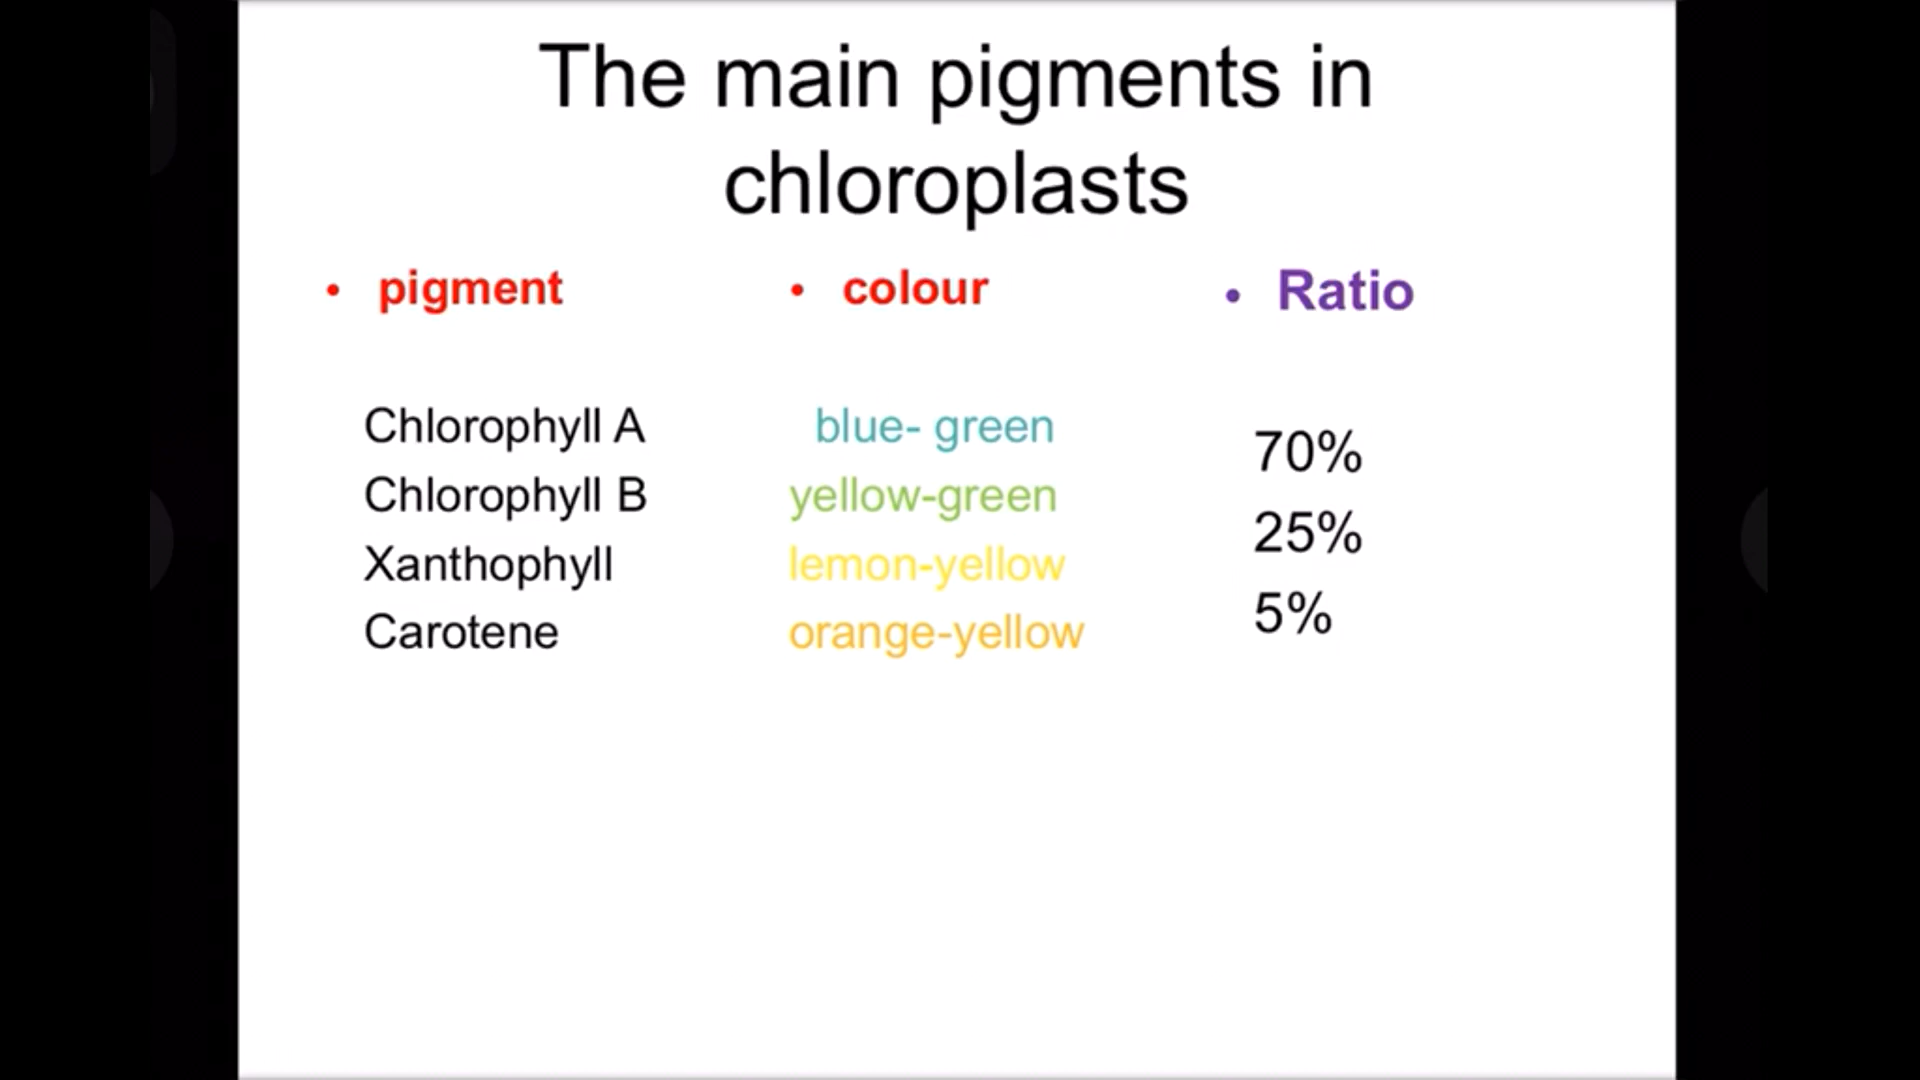 The main pigments in
chloroplasts
• pigment
• colour
• Ratio
Chlorophyll A
blue- green
70%
Chlorophyll B
yellow-green
25%
Xanthophyll
lemon-yellow
5%
Carotene
orange-yellow